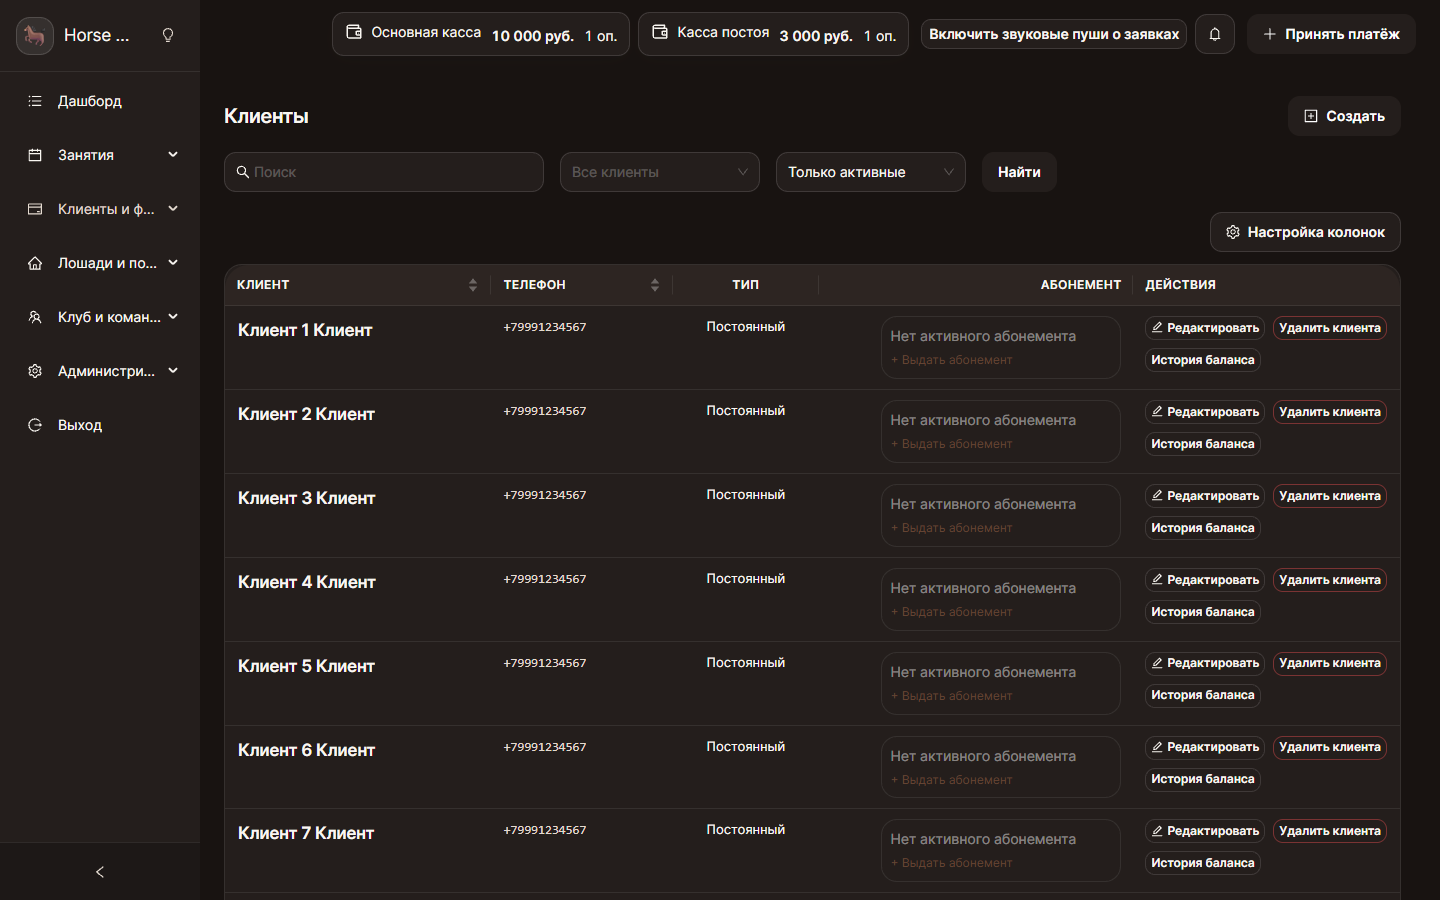 Horse ...
Основная касса 10 000 руб. 1 оп.
Касса постоя 3 000 руб. 1 оп.
Включить звуковые пуши о заявках
Принять платёж
Дашборд
Занятия
Клиенты и ф...
Лошади и по...
Клуб и коман...
Администри...
Выход
Клиенты
Создать
Поиск
Все клиенты
Только активные
Найти
Настройка колонок
КЛИЕНТ ТЕЛЕФОН ТИП АБОНЕМЕНТ ДЕЙСТВИЯ
Клиент 1 Клиент +79991234567 Постоянный Нет активного абонемента Редактировать Удалить клиента
+ Выдать абонемент История баланса
Клиент 2 Клиент +79991234567 Постоянный Нет активного абонемента Редактировать Удалить клиента
+ Выдать абонемент История баланса
Клиент 3 Клиент +79991234567 Постоянный Нет активного абонемента Редактировать Удалить клиента
+ Выдать абонемент История баланса
Клиент 4 Клиент +79991234567 Постоянный Нет активного абонемента Редактировать Удалить клиента
+ Выдать абонемент История баланса
Клиент 5 Клиент +79991234567 Постоянный Нет активного абонемента Редактировать Удалить клиента
+ Выдать абонемент История баланса
Клиент 6 Клиент +79991234567 Постоянный Нет активного абонемента Редактировать Удалить клиента
+ Выдать абонемент История баланса
Клиент 7 Клиент +79991234567 Постоянный Нет активного абонемента Редактировать Удалить клиента
+ Выдать абонемент История баланса